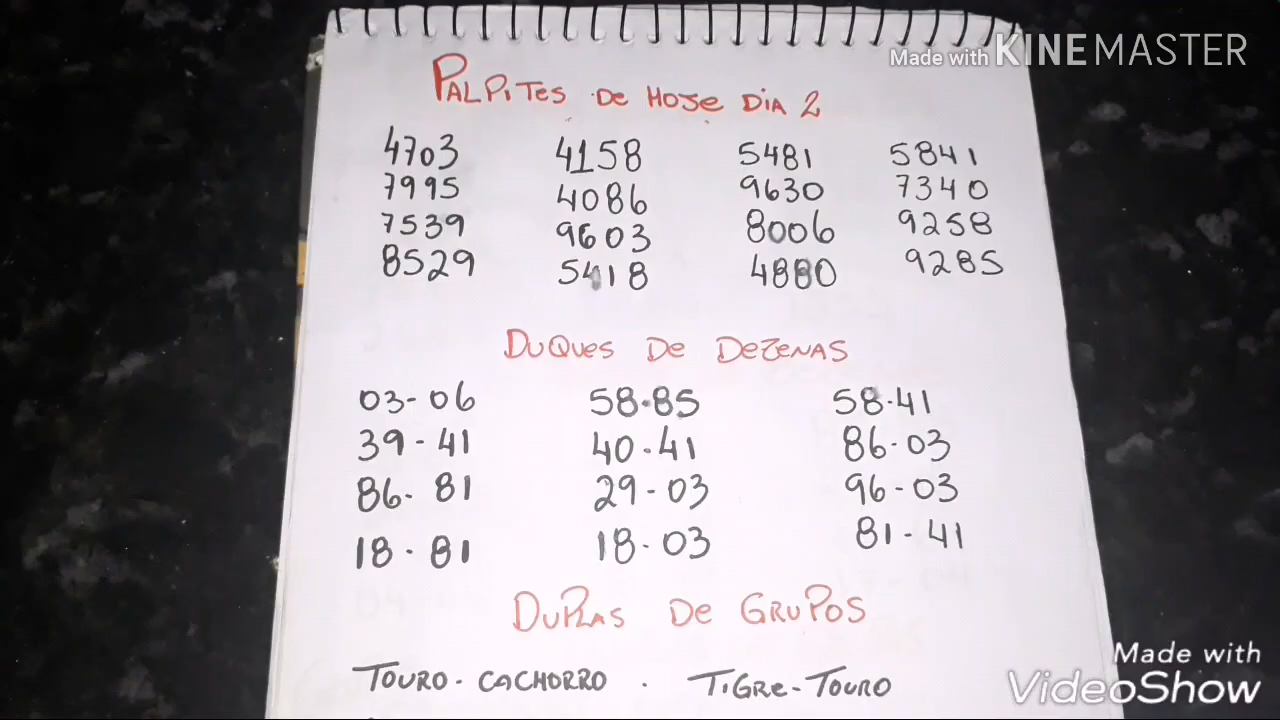 Made with KINEMASTER
PALPITES DE HOJE DIA 2
4703 4158 5481 5841
7995 4086 9630 7340
7539 9603 8006 9258
8529 5418 4880 9285
DUQUES DE DEZENAS
03-06 58.85 58.41
39-41 40.41 86-03
86-81 29-03 96-03
18.81 18.03 81-41
DUPLAS DE GRUPOS
TOURO-CACHORRO . TIGRE-TOURO
Made with
VideoShow